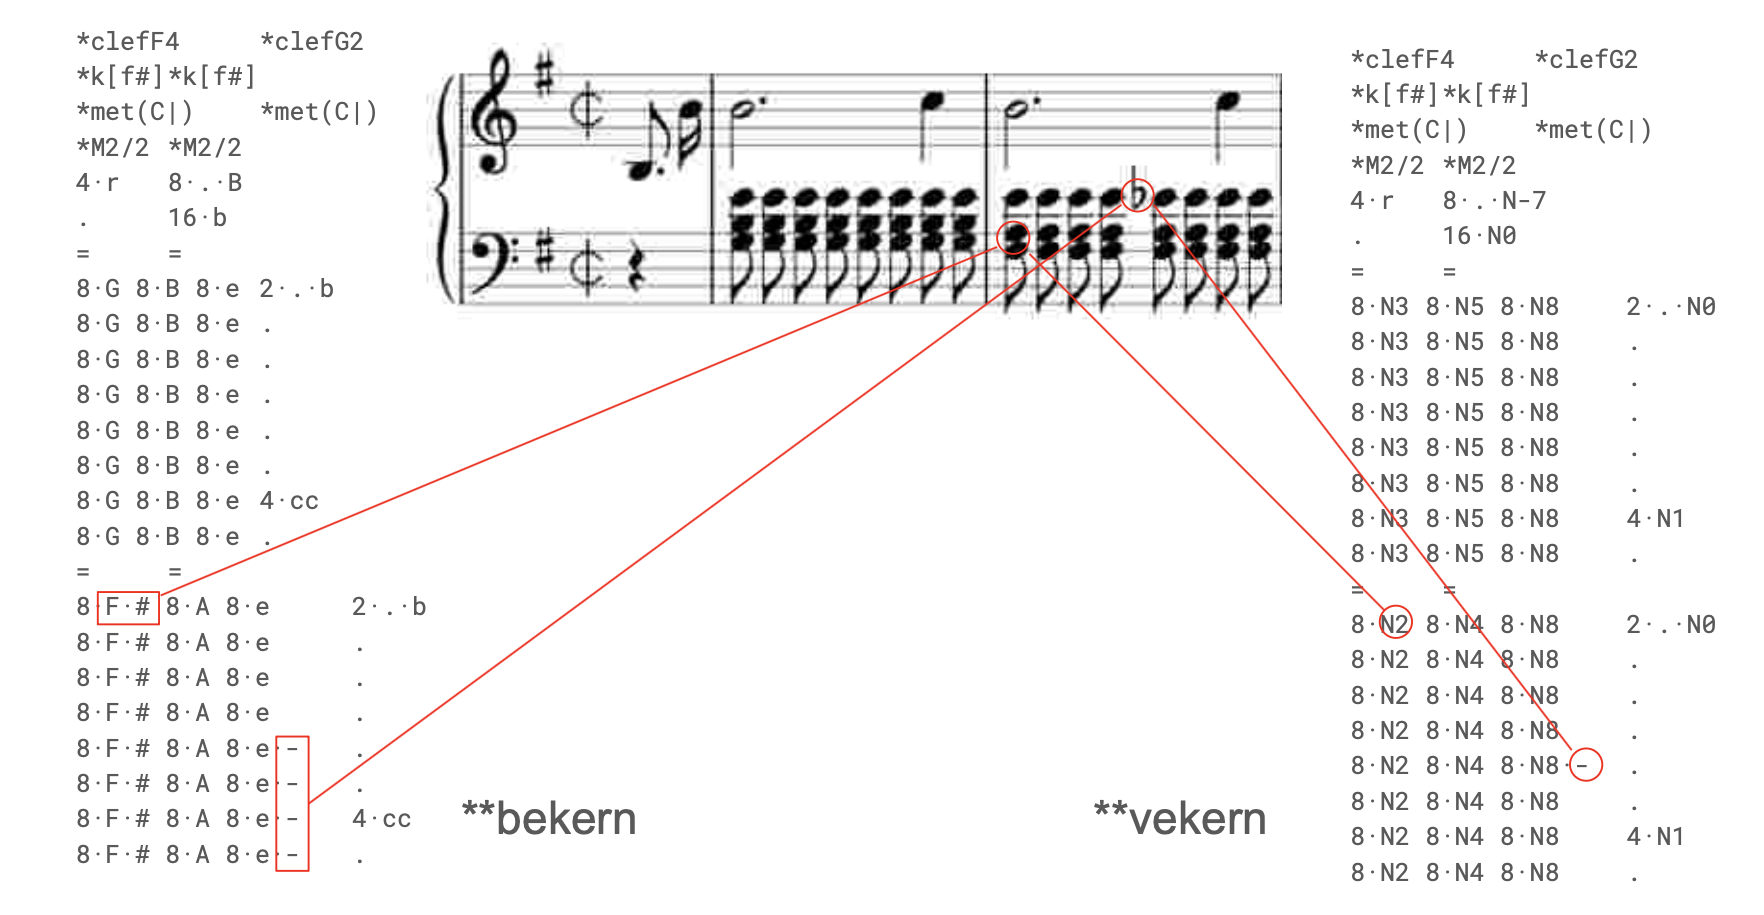 *clefF4 *clefG2
*k[f#] *k[f#]
*met(C|) *met(C|)
*M2/2 *M2/2
4·r 8·.·B
. 16·b
= =
8·G 8·B 8·e 2·.·b
8·G 8·B 8·e .
8·G 8·B 8·e .
8·G 8·B 8·e .
8·G 8·B 8·e .
8·G 8·B 8·e .
8·G 8·B 8·e 4·cc
8·G 8·B 8·e .
= =
8·F·# 8·A 8·e 2·.·b
8·F·# 8·A 8·e .
8·F·# 8·A 8·e .
8·F·# 8·A 8·e .
8·F·# 8·A 8·e·- .
8·F·# 8·A 8·e·- .
8·F·# 8·A 8·e·- 4·cc
8·F·# 8·A 8·e·- .
**bekern
**vekern
*clefF4 *clefG2
*k[f#] *k[f#]
*met(C|) *met(C|)
*M2/2 *M2/2
4·r 8·.·N-7
. 16·N0
= =
8·N3 8·N5 8·N8 2·.·N0
8·N3 8·N5 8·N8 .
8·N3 8·N5 8·N8 .
8·N3 8·N5 8·N8 .
8·N3 8·N5 8·N8 .
8·N3 8·N5 8·N8 .
8·N3 8·N5 8·N8 4·N1
8·N3 8·N5 8·N8 .
= =
8·N2 8·N4 8·N8 2·.·N0
8·N2 8·N4 8·N8 .
8·N2 8·N4 8·N8 .
8·N2 8·N4 8·N8 .
8·N2 8·N4 8·N8·- .
8·N2 8·N4 8·N8 .
8·N2 8·N4 8·N8 4·N1
8·N2 8·N4 8·N8 .